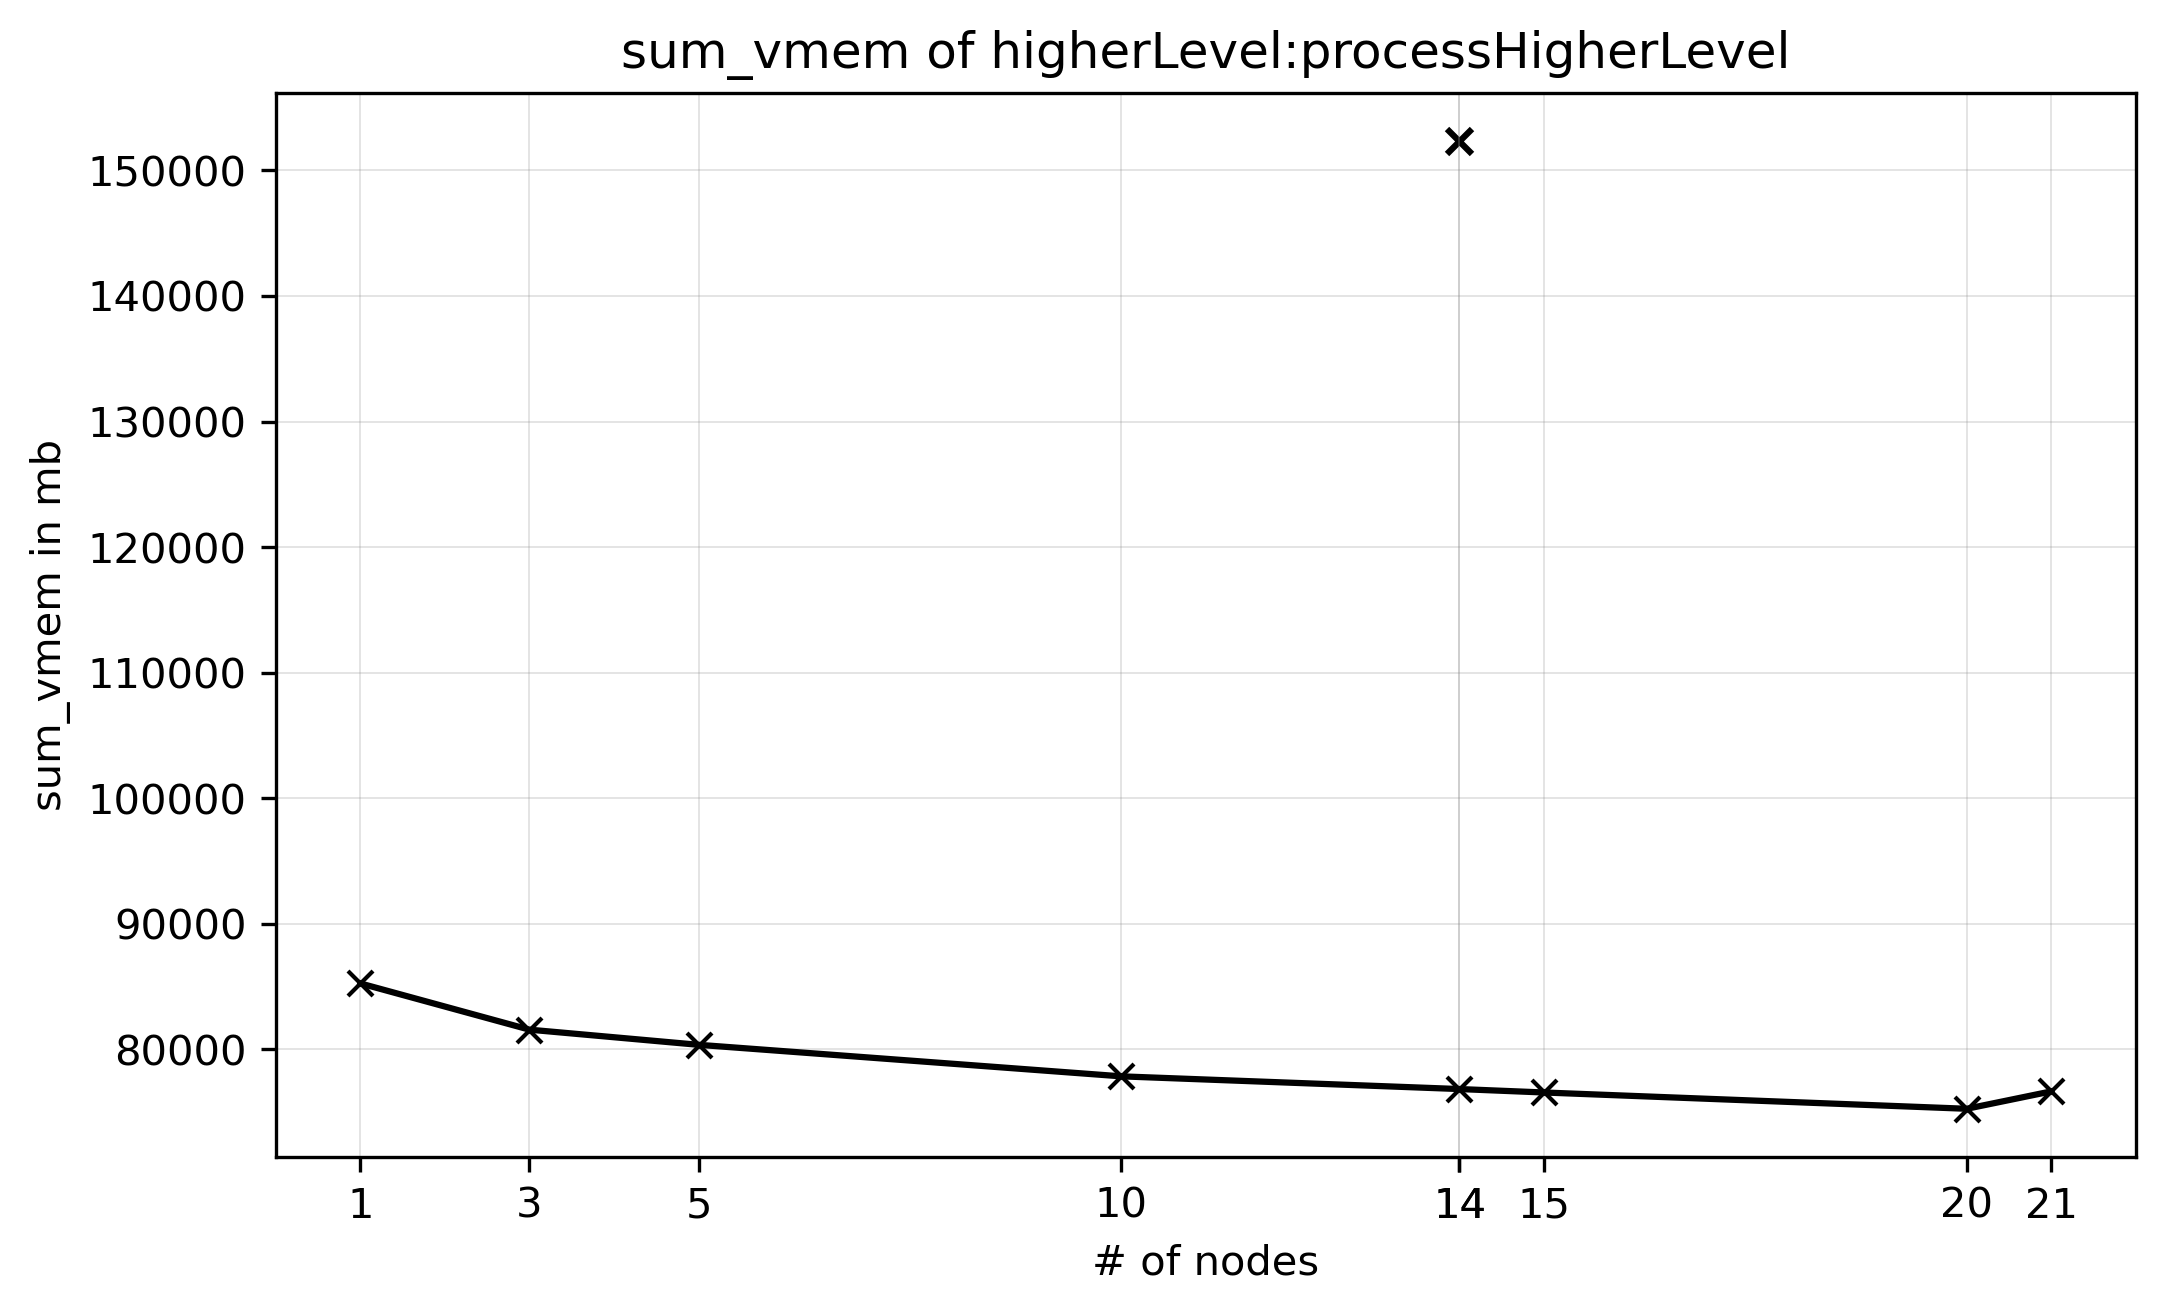 sum_vmem of higherLevel:processHigherLevel
sum_vmem in mb
150000
140000
130000
120000
110000
100000
90000
80000
1 3 5 10 14 15 20 21
# of nodes